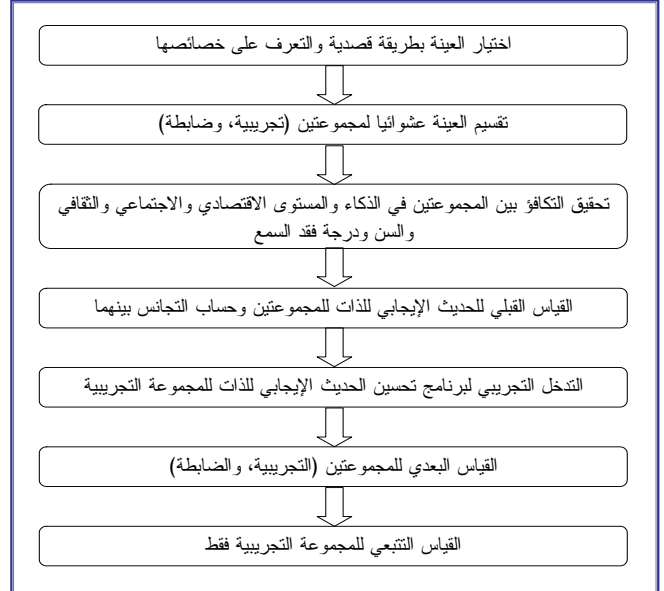 اختيار العينة بطريقة قصدية والتعرف على خصائصها
تقسيم العينة عشوائيا لمجموعتين (تجريبية، وضابطة)
تحقيق التكافؤ بين المجموعتين في الذكاء والمستوى الاقتصادي والاجتماعي والثقافي
والسن ودرجة فقد السمع
القياس القبلي للحديث الإيجابي للذات للمجموعتين وحساب التجانس بينهما
التدخل التجريبي لبرنامج تحسين الحديث الإيجابي للذات للمجموعة التجريبية
القياس البعدي للمجموعتين (التجريبية، والضابطة)
القياس التتبعي للمجموعة التجريبية فقط